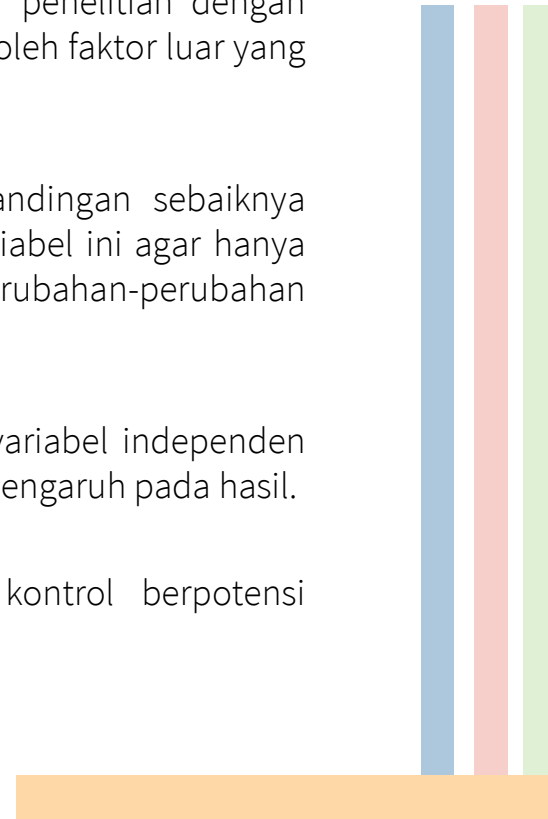 penelitian dengan
oleh faktor luar yang
andingan sebaiknya
iabel ini agar hanya
rubahan-perubahan
variabel independen
engaruh pada hasil.
kontrol berpotensi